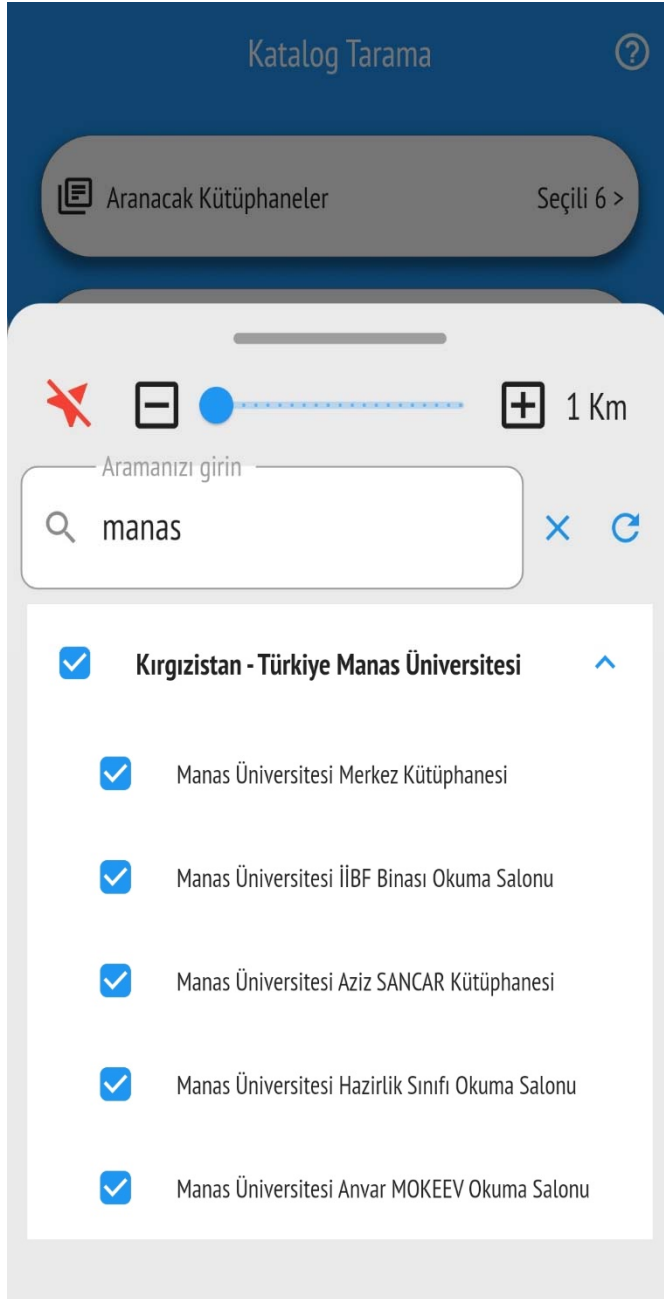 Katalog Tarama
Aranacak Kütüphaneler Seçili 6 >
1 Km
Aramanızı girin
manas
Kırgızistan - Türkiye Manas Üniversitesi
Manas Üniversitesi Merkez Kütüphanesi
Manas Üniversitesi İİBF Binası Okuma Salonu
Manas Üniversitesi Aziz SANCAR Kütüphanesi
Manas Üniversitesi Hazirlik Sınıfı Okuma Salonu
Manas Üniversitesi Anvar MOKEEV Okuma Salonu